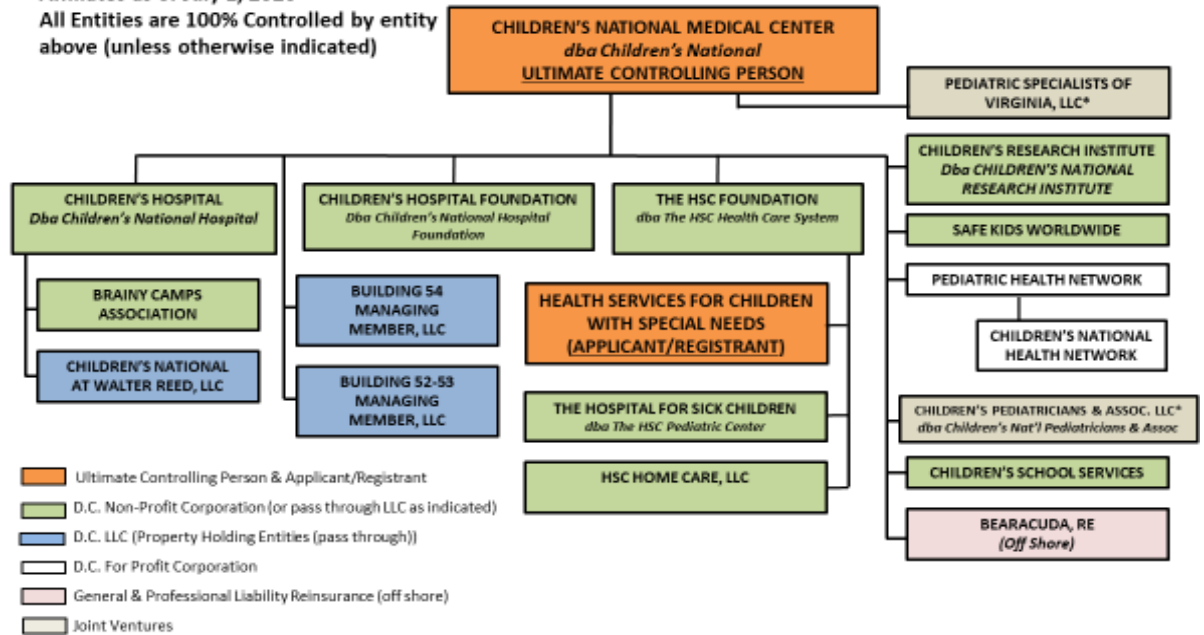 All Entities are 100% Controlled by entity
above (unless otherwise indicated)
CHILDREN'S NATIONAL MEDICAL CENTER
dba Children's National
ULTIMATE CONTROLLING PERSON
PEDIATRIC SPECIALISTS OF
VIRGINIA, LLC*
CHILDREN'S RESEARCH INSTITUTE
Dba CHILDREN'S NATIONAL
RESEARCH INSTITUTE
SAFE KIDS WORLDWIDE
PEDIATRIC HEALTH NETWORK
CHILDREN'S NATIONAL
HEALTH NETWORK
CHILDREN'S PEDIATRICIANS & ASSOC. LLC*
dba Children's Nat'l Pediatricians & Assoc
CHILDREN'S SCHOOL SERVICES
BEARACUDA, RE
(Off Shore)
CHILDREN'S HOSPITAL
Dba Children's National Hospital
BRAINY CAMPS
ASSOCIATION
CHILDREN'S NATIONAL
AT WALTER REED, LLC
CHILDREN'S HOSPITAL FOUNDATION
Dba Children's National Hospital
Foundation
BUILDING 54
MANAGING
MEMBER, LLC
BUILDING 52-53
MANAGING
MEMBER, LLC
THE HSC FOUNDATION
dba The HSC Health Care System
HEALTH SERVICES FOR CHILDREN
WITH SPECIAL NEEDS
(APPLICANT/REGISTRANT)
THE HOSPITAL FOR SICK CHILDREN
dba The HSC Pediatric Center
HSC HOME CARE, LLC
Ultimate Controlling Person & Applicant/Registrant
D.C. Non-Profit Corporation (or pass through LLC as indicated)
D.C. LLC (Property Holding Entities (pass through))
D.C. For Profit Corporation
General & Professional Liability Reinsurance (off shore)
Joint Ventures